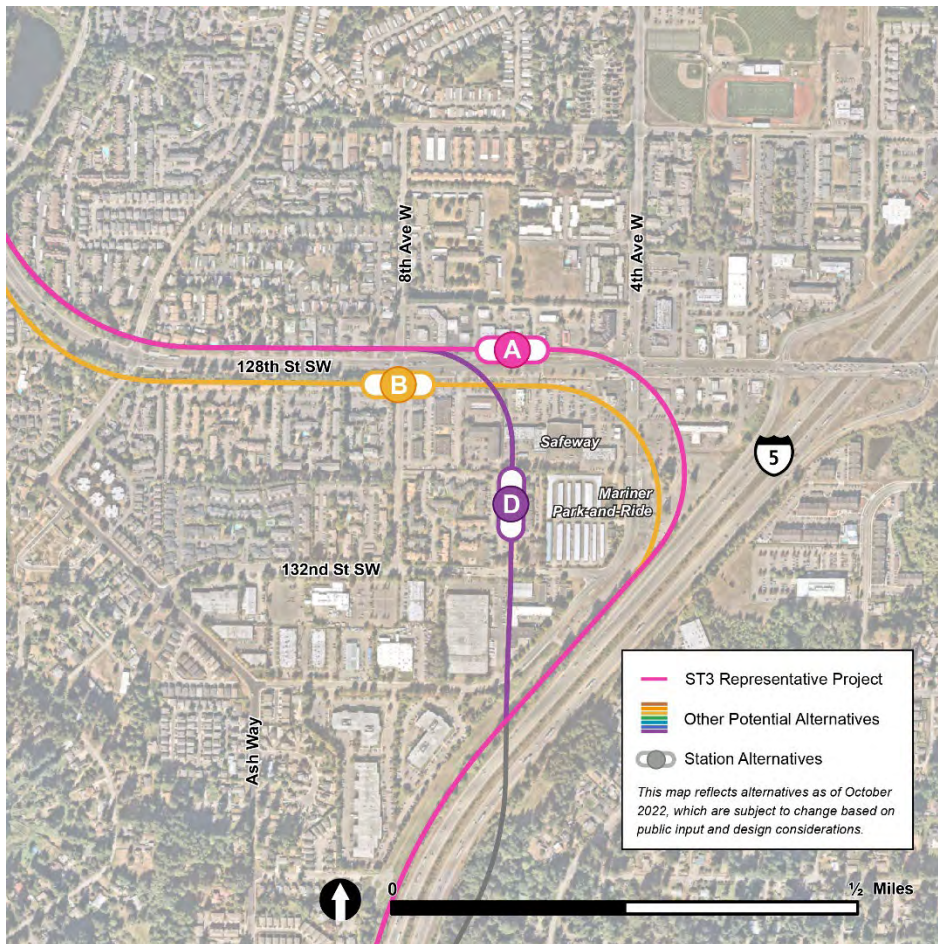 8th Ave W
4th Ave W
A
128th St SW
B
Safeway
5
Mariner
Park-and-Ride
D
132nd St SW
Ash Way
ST3 Representative Project
Other Potential Alternatives
Station Alternatives
This map reflects alternatives as of October
2022, which are subject to change based on
public input and design considerations.
0
½ Miles